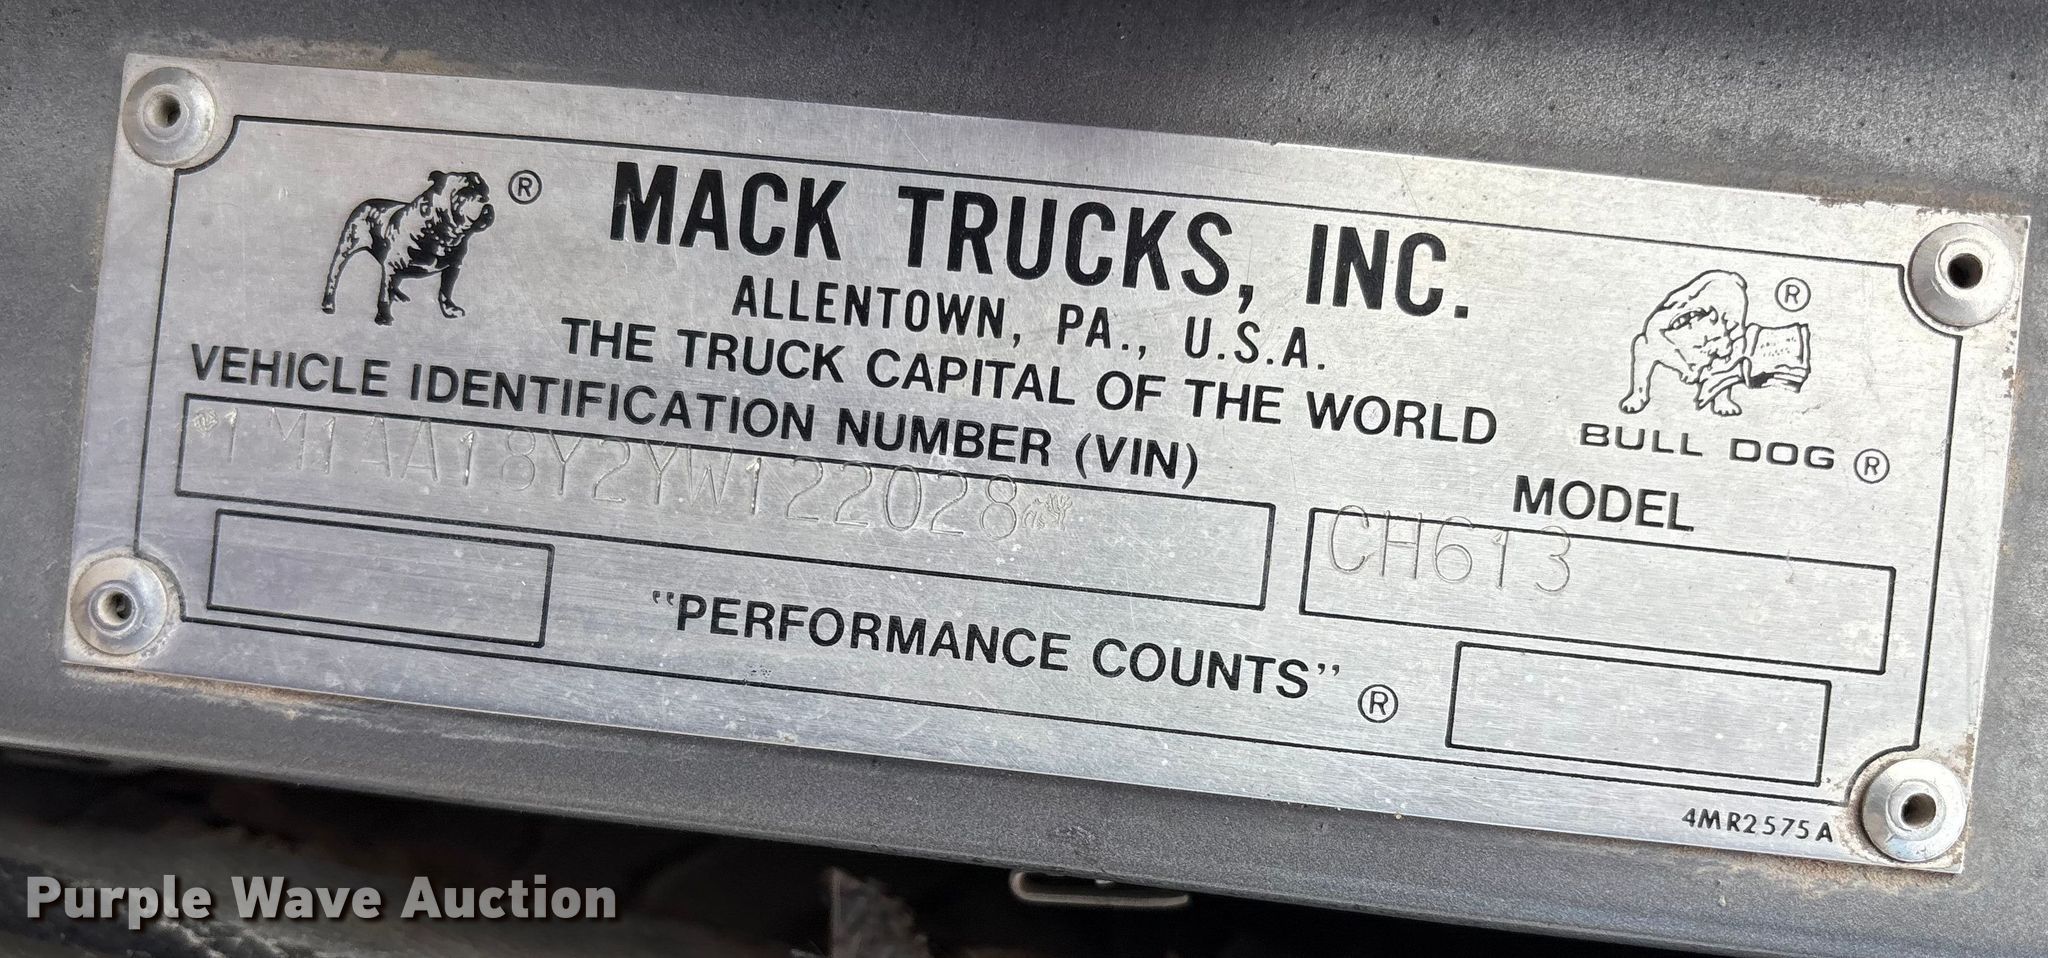 ®
MACK TRUCKS, INC.
ALLENTOWN, PA., U.S.A.
THE TRUCK CAPITAL OF THE WORLD
®
BULL DOG ®
VEHICLE IDENTIFICATION NUMBER (VIN)
*1M1AA18Y2YW122028*
MODEL
CH613
"PERFORMANCE COUNTS" ®
4MR2575A
Purple Wave Auction